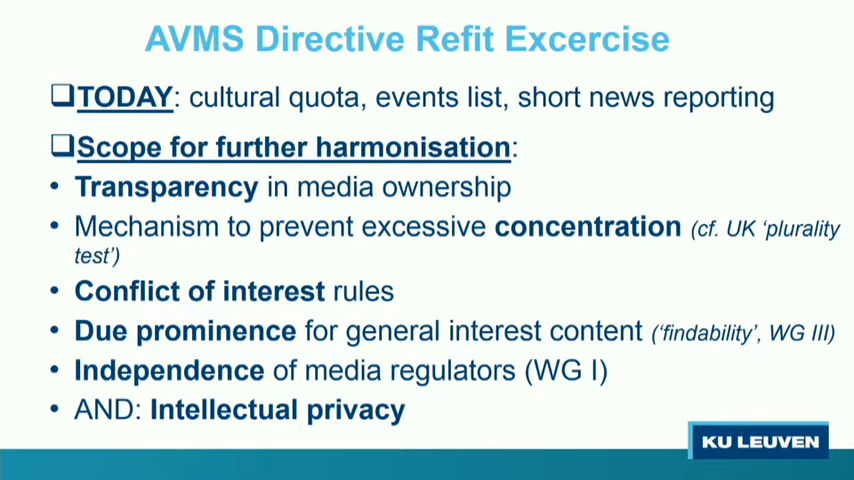 AVMS Directive Refit Excercise
❑TODAY: cultural quota, events list, short news reporting
❑Scope for further harmonisation:
• Transparency in media ownership
• Mechanism to prevent excessive concentration (cf. UK ‘plurality
test’)
• Conflict of interest rules
• Due prominence for general interest content (‘findability’, WG III)
• Independence of media regulators (WG I)
• AND: Intellectual privacy
KU LEUVEN